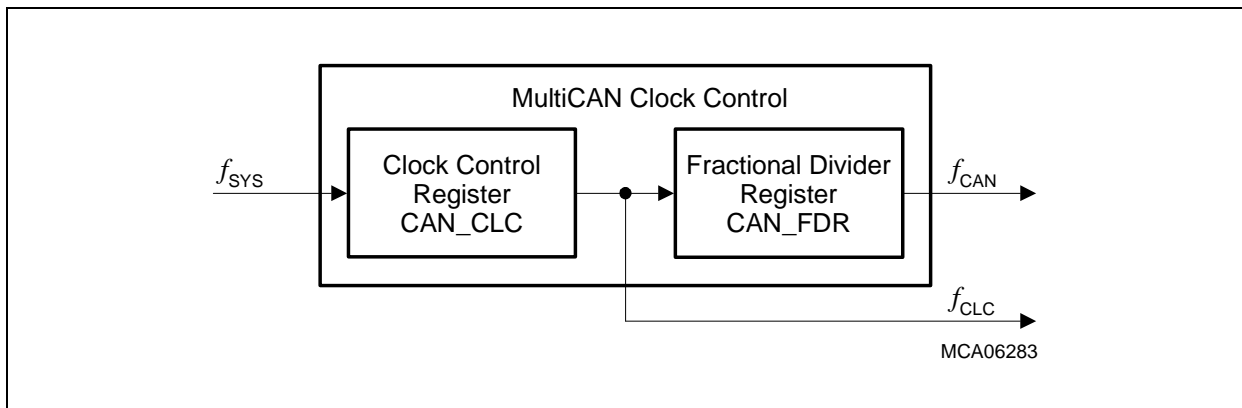 MultiCAN Clock Control
fSYS
Clock Control
Register
CAN_CLC
Fractional Divider
Register
CAN_FDR
fCAN
fCLC
MCA06283